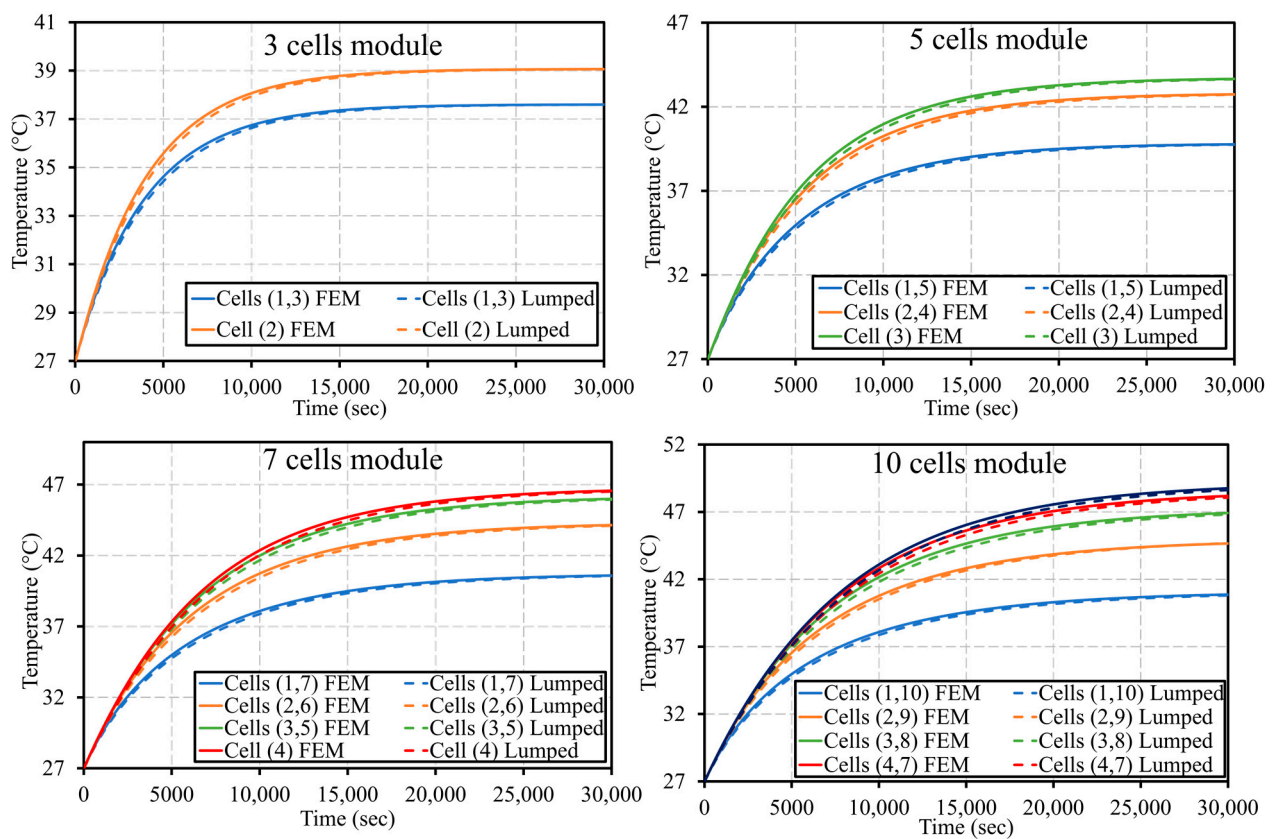 3 cells module
Temperature (°C)
41
39
37
35
33
31
29
27
Cells (1,3) FEM
Cells (1,3) Lumped
Cell (2) FEM
Cell (2) Lumped
0
5000
10,000
15,000
20,000
25,000
30,000
Time (sec)
5 cells module
Temperature (°C)
47
42
37
32
27
Cells (1,5) FEM
Cells (1,5) Lumped
Cells (2,4) FEM
Cells (2,4) Lumped
Cell (3) FEM
Cell (3) Lumped
0
5000
10,000
15,000
20,000
25,000
30,000
Time (sec)
7 cells module
Temperature (°C)
47
42
37
32
27
Cells (1,7) FEM
Cells (1,7) Lumped
Cells (2,6) FEM
Cells (2,6) Lumped
Cells (3,5) FEM
Cells (3,5) Lumped
Cell (4) FEM
Cell (4) Lumped
0
5000
10,000
15,000
20,000
25,000
30,000
Time (sec)
10 cells module
Temperature (°C)
52
47
42
37
32
27
Cells (1,10) FEM
Cells (1,10) Lumped
Cells (2,9) FEM
Cells (2,9) Lumped
Cells (3,8) FEM
Cells (3,8) Lumped
Cells (4,7) FEM
Cells (4,7) Lumped
0
5000
10,000
15,000
20,000
25,000
30,000
Time (sec)